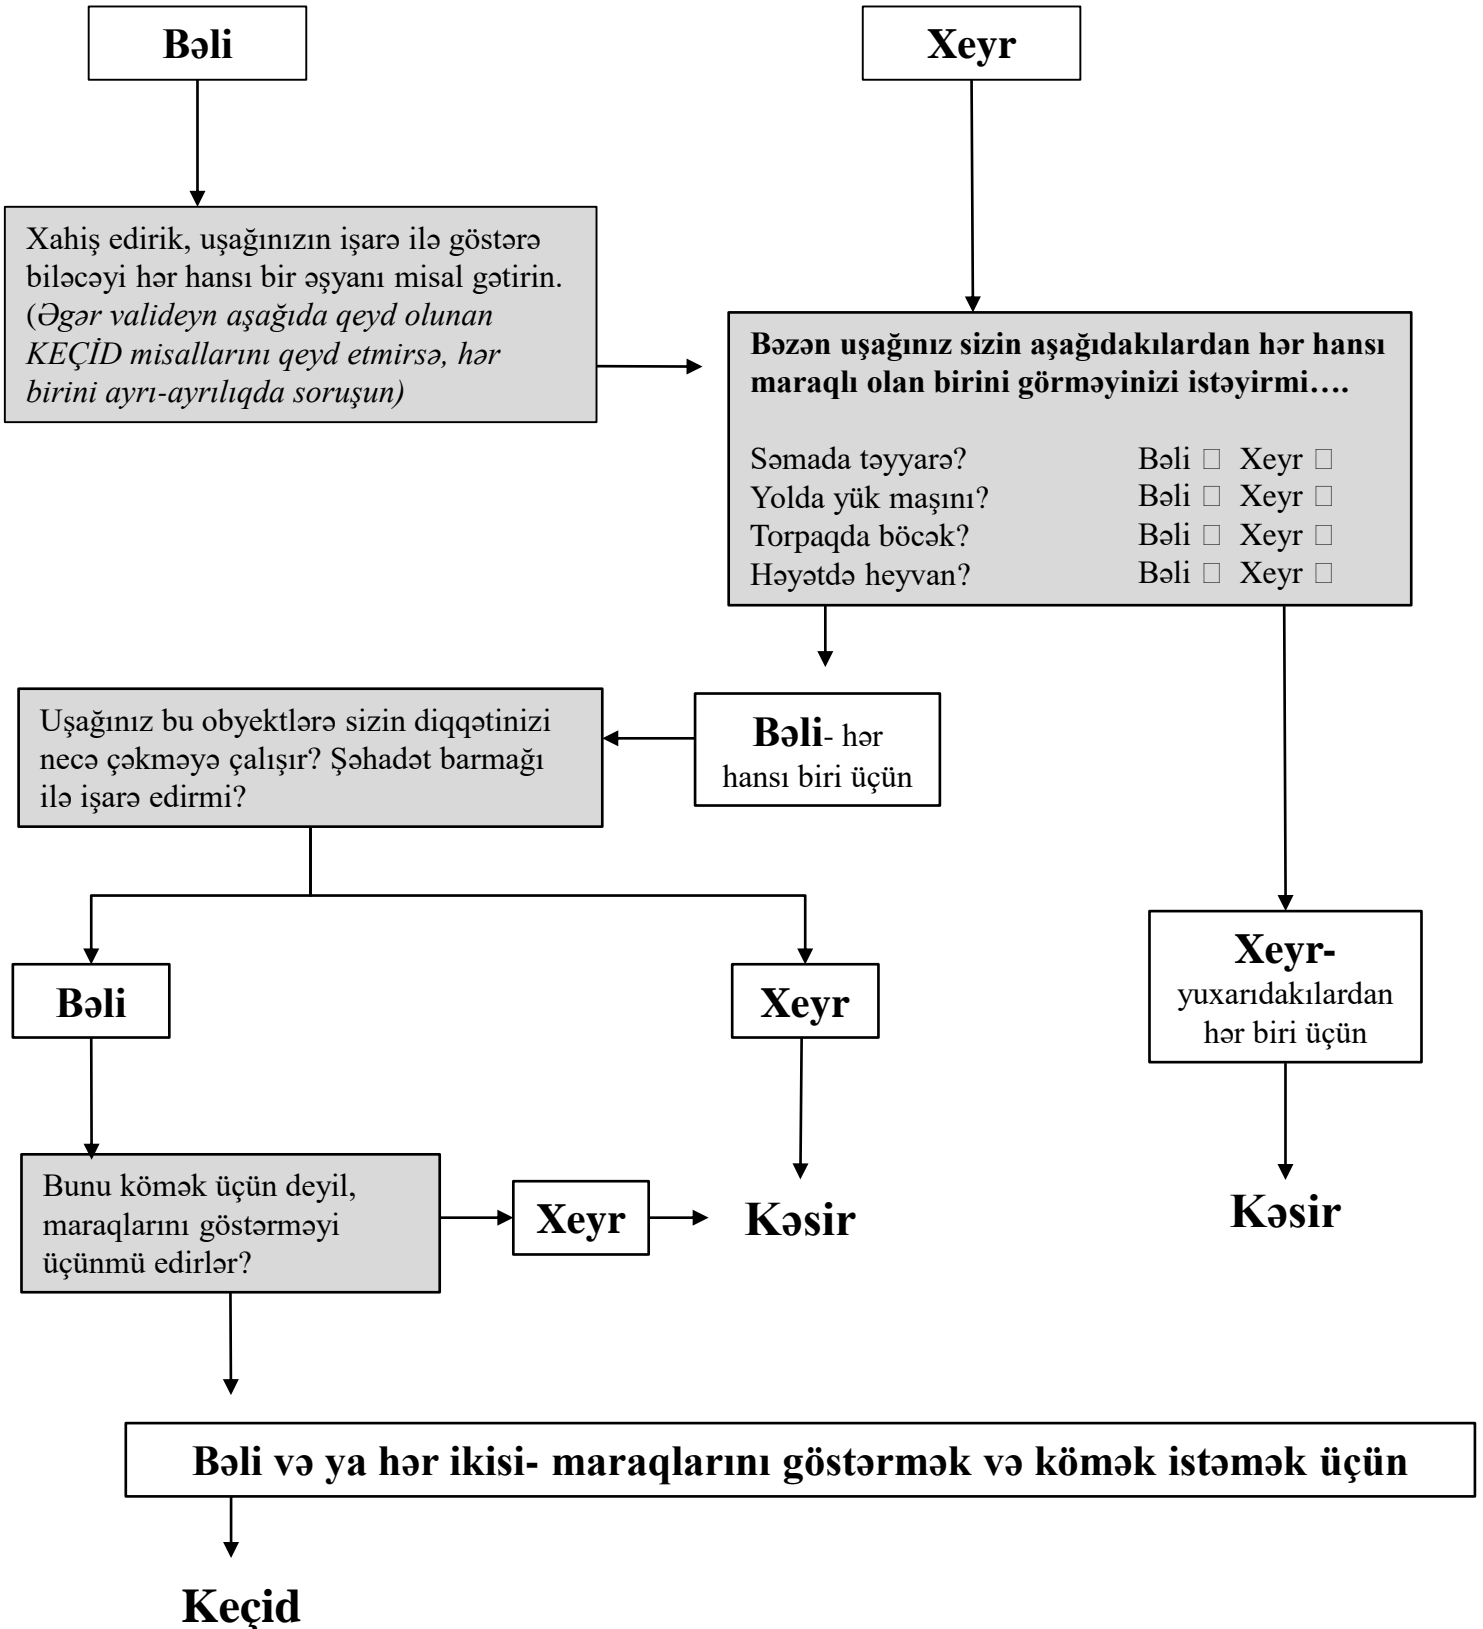 Bəli
Xeyr
Xahiş edirik, uşağınızın işarə ilə göstərə
biləcəyi hər hansı bir əşyanı misal gətirin.
(Əgər valideyn aşağıda qeyd olunan
KEÇİD misallarını qeyd etmirsə, hər
birini ayrı-ayrılıqda soruşun)
Bəzən uşağınız sizin aşağıdakılardan hər hansı
maraqlı olan birini görməyinizi istəyirmi….
Səmada təyyarə? Bəli □ Xeyr □
Yolda yük maşını? Bəli □ Xeyr □
Torpaqda böcək? Bəli □ Xeyr □
Həyətdə heyvan? Bəli □ Xeyr □
Uşağınız bu obyektlərə sizin diqqətinizi
necə çəkməyə çalışır? Şəhadət barmağı
ilə işarə edirmi?
Bəli- hər
hansı biri üçün
Xeyr-
yuxarıdakılardan
hər biri üçün
Bəli
Xeyr
Bunu kömək üçün deyil,
maraqlarını göstərməyi
üçünmü edirlər?
Xeyr
Kəsir
Kəsir
Bəli və ya hər ikisi- maraqlarını göstərmək və kömək istəmək üçün
Keçid